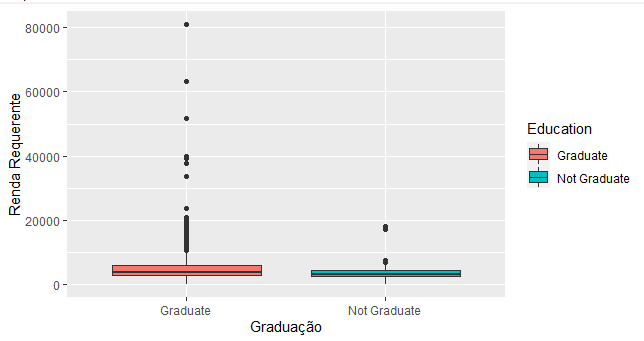 80000
60000
40000
20000
0
Renda Requerente
Graduate
Not Graduate
Graduação
Education
Graduate
Not Graduate